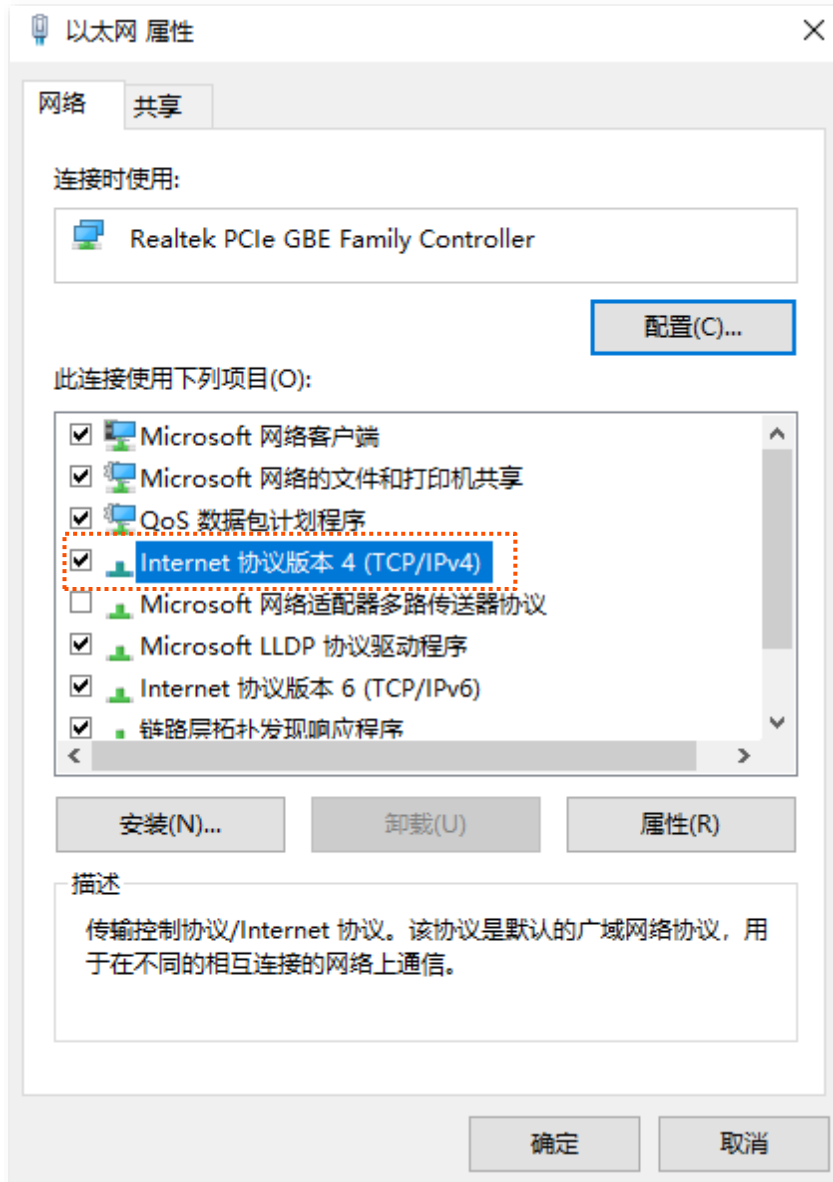 以太网 属性
网络
共享
连接时使用:
Realtek PCIe GBE Family Controller
配置(C)...
此连接使用下列项目(O):
Microsoft 网络客户端
Microsoft 网络的文件和打印机共享
QoS 数据包计划程序
Internet 协议版本 4 (TCP/IPv4)
Microsoft 网络适配器多路传送器协议
Microsoft LLDP 协议驱动程序
Internet 协议版本 6 (TCP/IPv6)
链路层拓扑发现响应程序
安装(N)...
卸载(U)
属性(R)
描述
传输控制协议/Internet 协议。该协议是默认的广域网络协议，用
于在不同的相互连接的网络上通信。
确定
取消